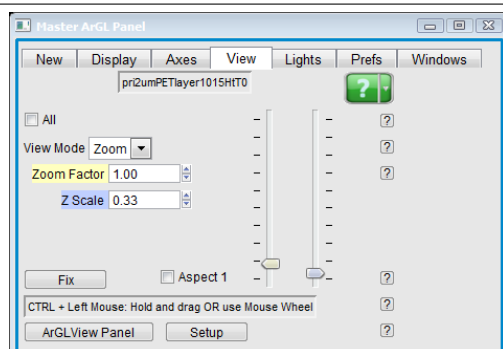 Master ArGL Panel
New Display Axes View Lights Prefs Windows
pri2umPETlayer1015HtT0
?
All ?
View Mode Zoom ?
Zoom Factor 1.00 ?
Z Scale 0.33
Fix Aspect 1 ?
CTRL + Left Mouse: Hold and drag OR use Mouse Wheel ?
ArGLView Panel Setup ?